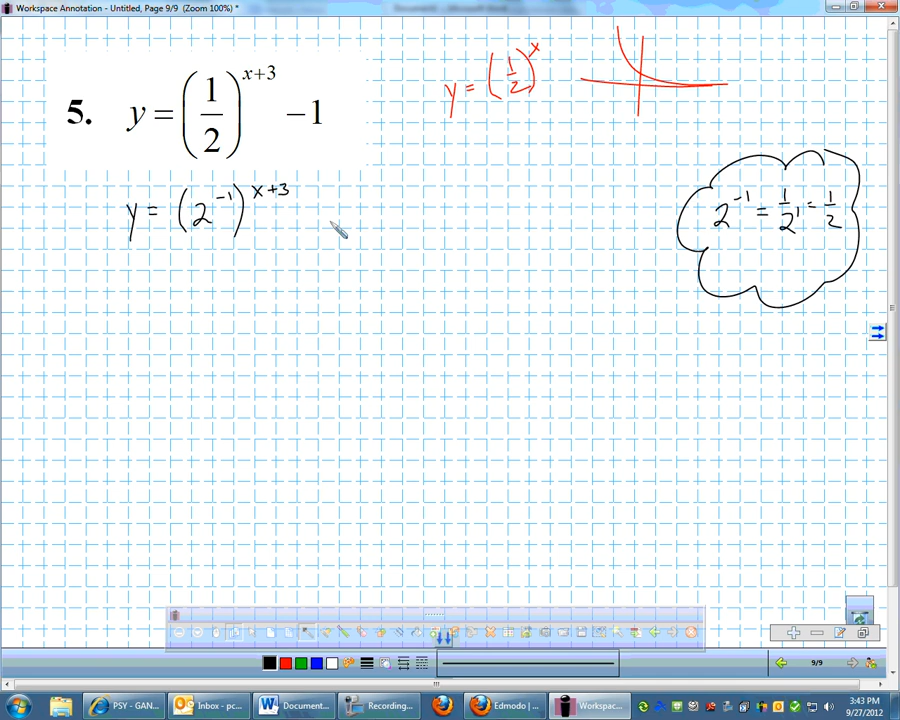 Workspace Annotation - Untitled, Page 9/9 (Zoom 100%) *
5. y = (1/2)^(x+3) − 1
y = (1/2)^x
y = (2^-1)^(x+3)
2^-1 = 1/2^1 = 1/2
9/9
PSY - GAN...
Inbox - pc...
Document...
Recording...
Edmodo | ...
Workspac...
3:43 PM
9/27/2012